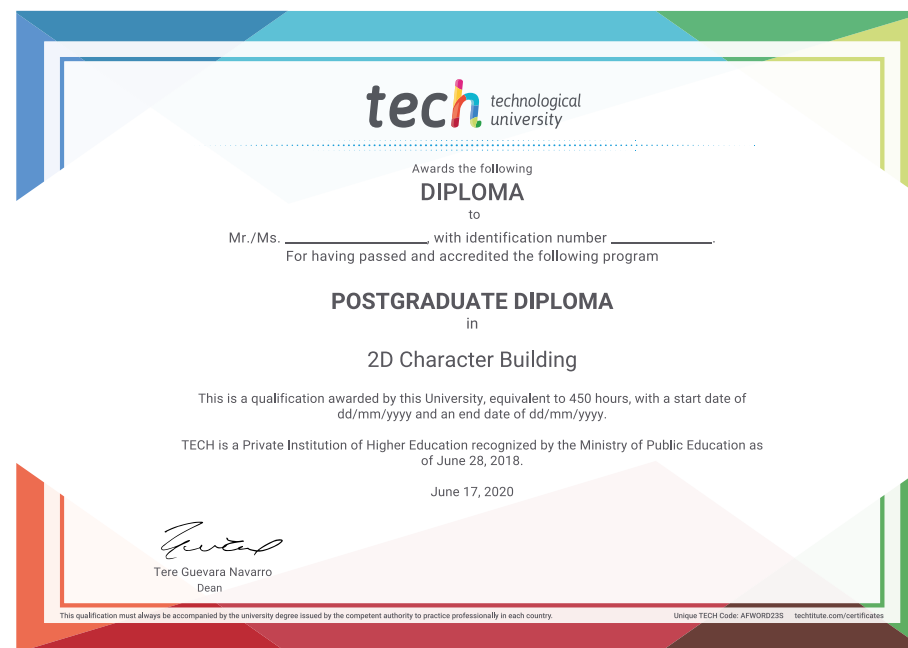 tech technological
university
Awards the following
DIPLOMA
to
Mr./Ms. ________________, with identification number ____________.
For having passed and accredited the following program
POSTGRADUATE DIPLOMA
in
2D Character Building
This is a qualification awarded by this University, equivalent to 450 hours, with a start date of
dd/mm/yyyy and an end date of dd/mm/yyyy.
TECH is a Private Institution of Higher Education recognized by the Ministry of Public Education as
of June 28, 2018.
June 17, 2020
Tere Guevara Navarro
Dean
This qualification must always be accompanied by the university degree issued by the competent authority to practice professionally in each country.
Unique TECH Code: AFWORD23S techtitute.com/certificates